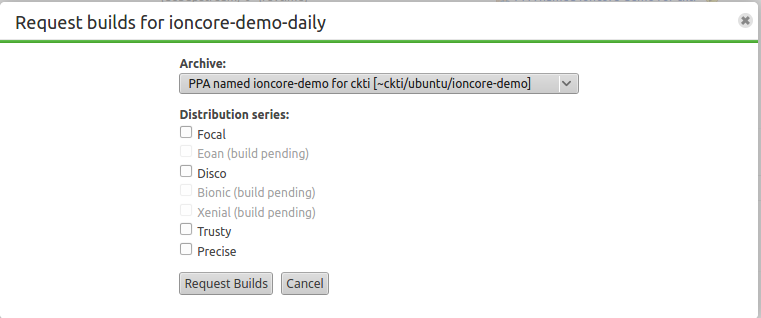 Request builds for ioncore-demo-daily
Archive:
PPA named ioncore-demo for ckti [~ckti/ubuntu/ioncore-demo]
Distribution series:
Focal
Eoan (build pending)
Disco
Bionic (build pending)
Xenial (build pending)
Trusty
Precise
Request Builds Cancel